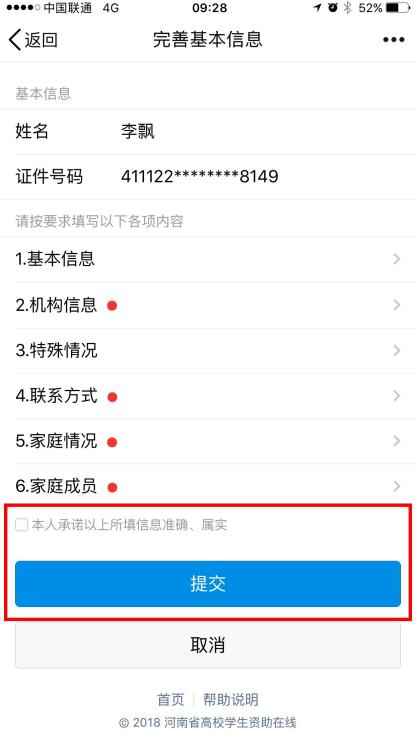 中国联通 4G 09:28 52%
返回 完善基本信息
基本信息
姓名 李飘
证件号码 411122********8149
请按要求填写以下各项内容
1.基本信息
2.机构信息
3.特殊情况
4.联系方式
5.家庭情况
6.家庭成员
本人承诺以上所填信息准确、属实
提交
取消
首页 帮助说明
© 2018 河南省高校学生资助在线